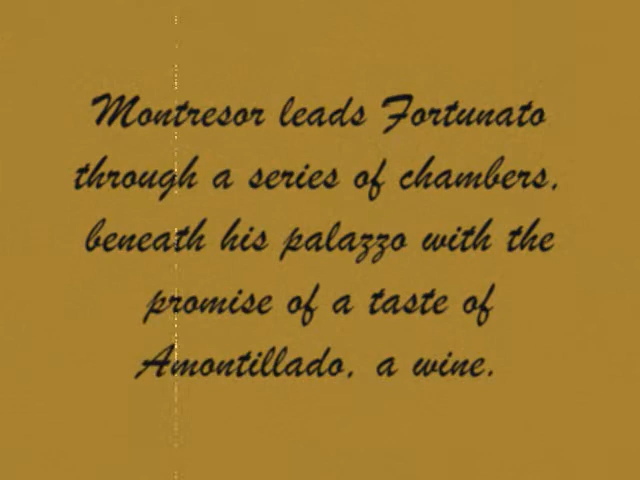 Montresor leads Fortunato
through a series of chambers,
beneath his palazzo with the
promise of a taste of
Amontillado, a wine.